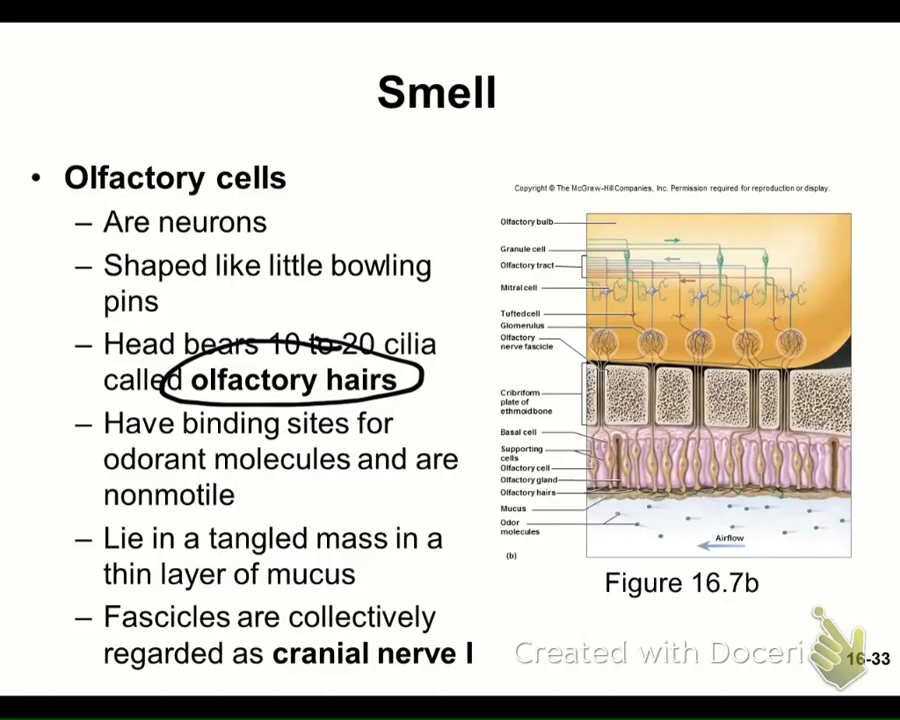 Smell
• Olfactory cells
– Are neurons
– Shaped like little bowling
pins
– Head bears 10 to 20 cilia
called olfactory hairs
– Have binding sites for
odorant molecules and are
nonmotile
– Lie in a tangled mass in a
thin layer of mucus
– Fascicles are collectively
regarded as cranial nerve I
Copyright © The McGraw-Hill Companies, Inc. Permission required for reproduction or display.
Olfactory bulb
Granule cell
Olfactory tract
Mitral cell
Tufted cell
Glomerulus
Olfactory
nerve fascicle
Cribriform
plate of
ethmoid bone
Basal cell
Supporting
cells
Olfactory cell
Olfactory gland
Olfactory hairs
Mucus
Odor
molecules
Airflow
(b)
Figure 16.7b
Created with Doceri
16-33